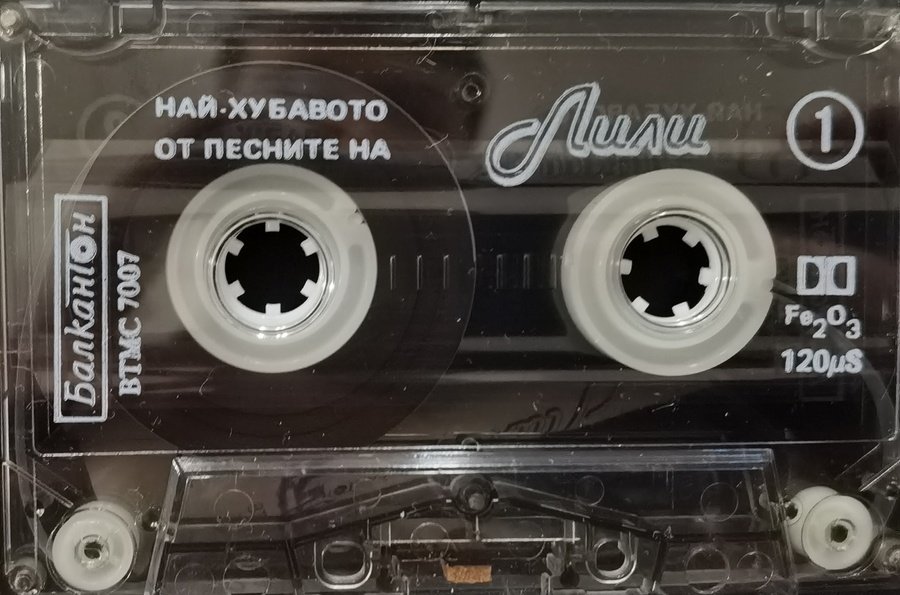 НАЙ-ХУБАВОТО
ОТ ПЕСНИТЕ НА
Лили
1
Балкантон
ВТМС 7007
Fe2O3
120µS